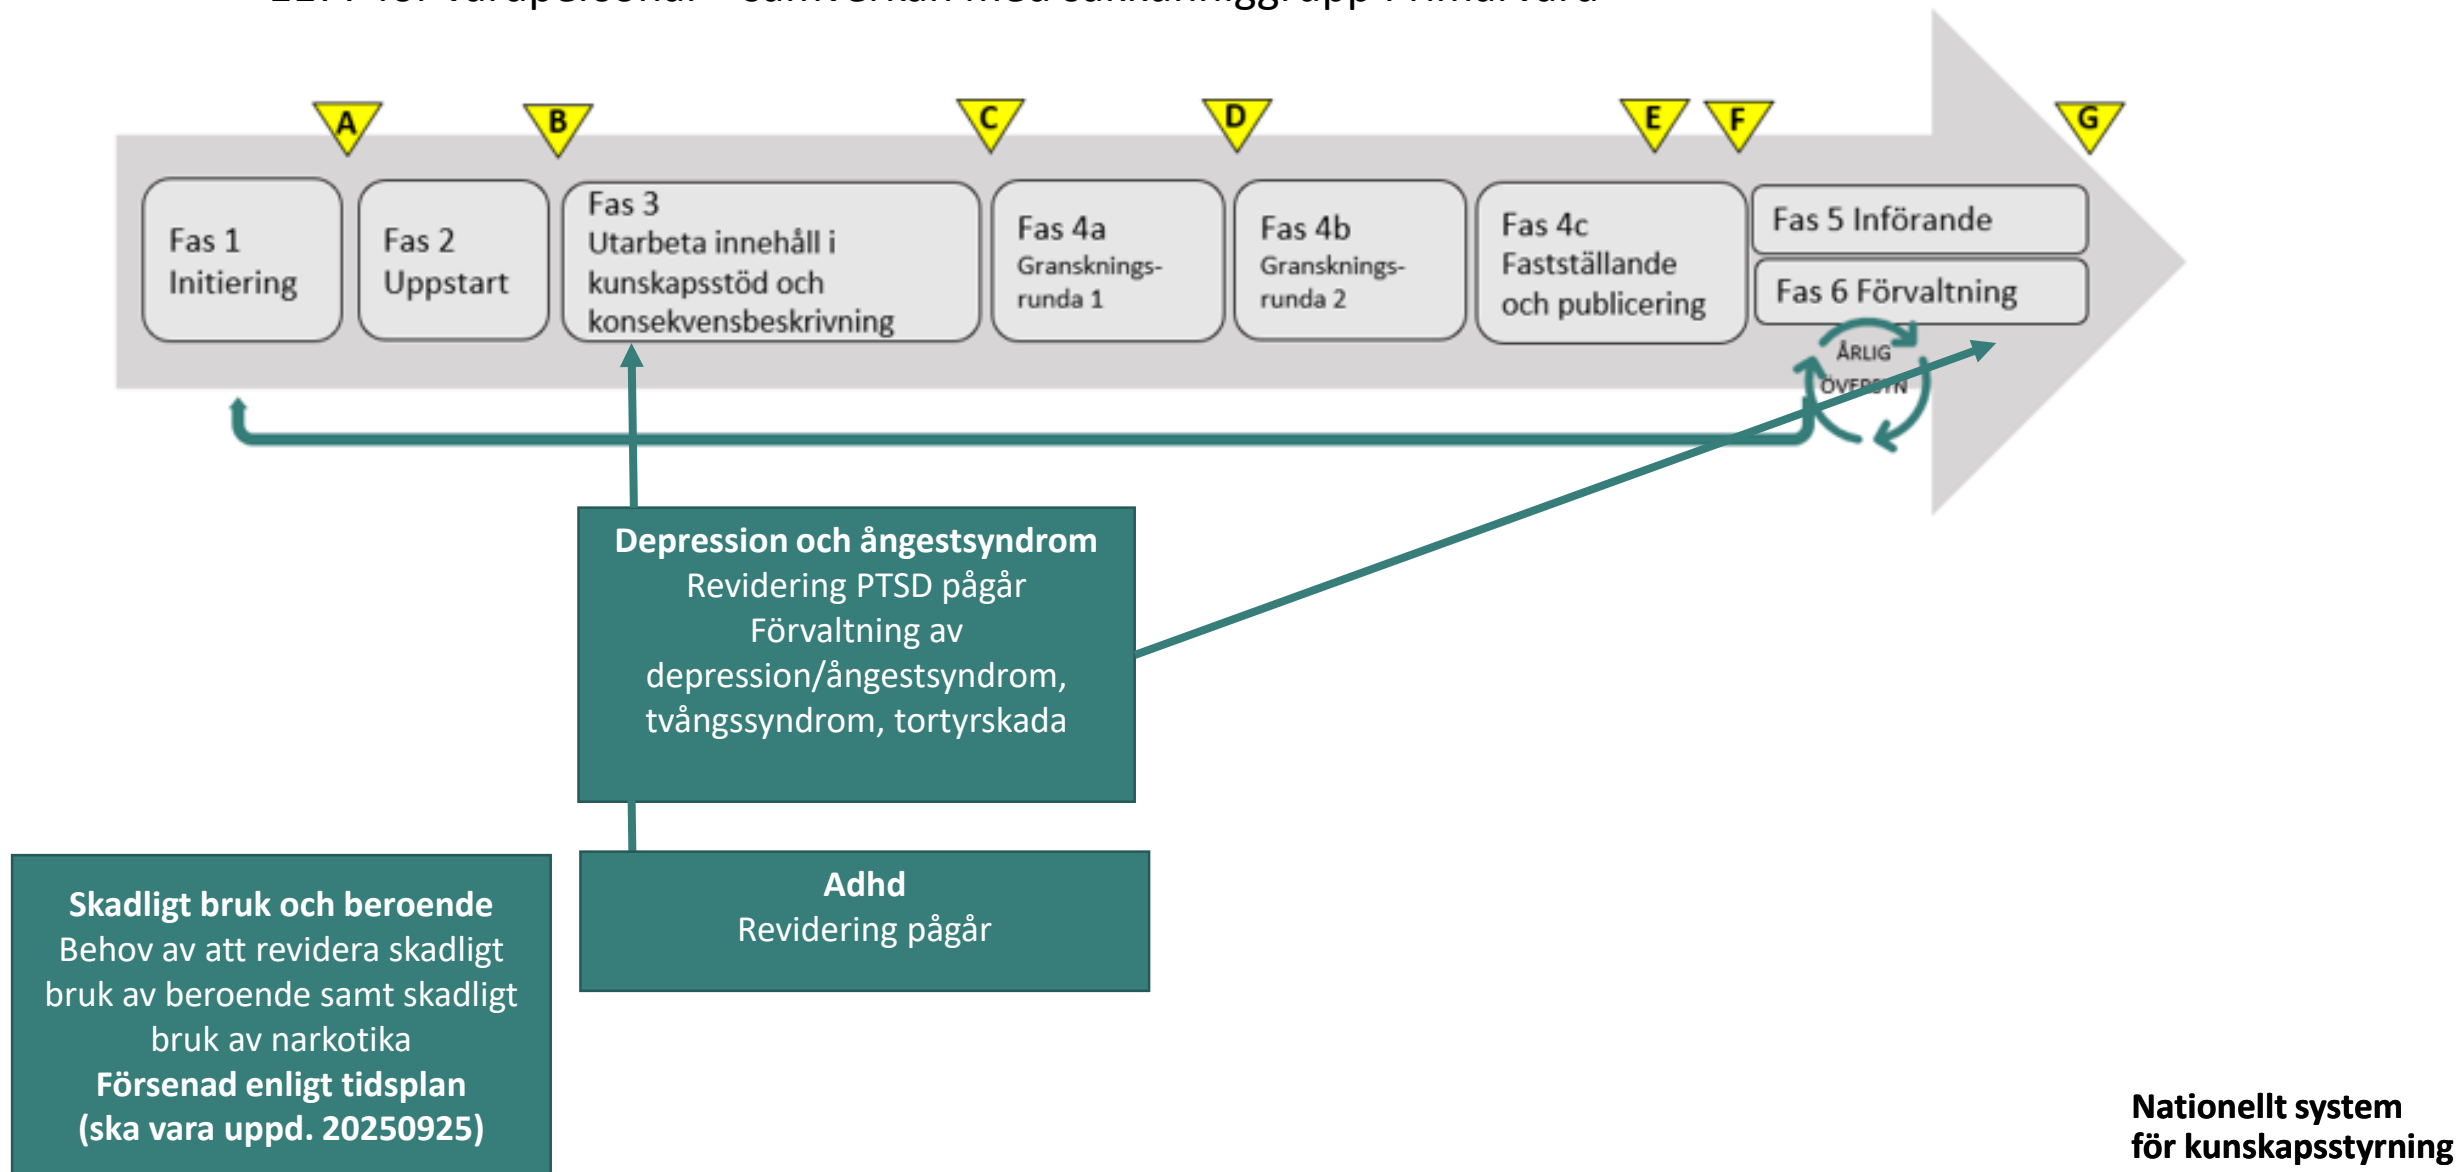 A
B
C
D
E
F
G
Fas 1
Initiering
Fas 2
Uppstart
Fas 3
Utarbeta innehåll i
kunskapsstöd och
konsekvensbeskrivning
Fas 4a
Gransknings-
runda 1
Fas 4b
Gransknings-
runda 2
Fas 4c
Fastställande
och publicering
Fas 5 Införande
Fas 6 Förvaltning
ÅRLIG
ÖVERSYN
Depression och ångestsyndrom
Revidering PTSD pågår
Förvaltning av
depression/ångestsyndrom,
tvångssyndrom, tortyrskada
Adhd
Revidering pågår
Skadligt bruk och beroende
Behov av att revidera skadligt
bruk av beroende samt skadligt
bruk av narkotika
Försenad enligt tidsplan
(ska vara uppd. 20250925)
Nationellt system
för kunskapsstyrning